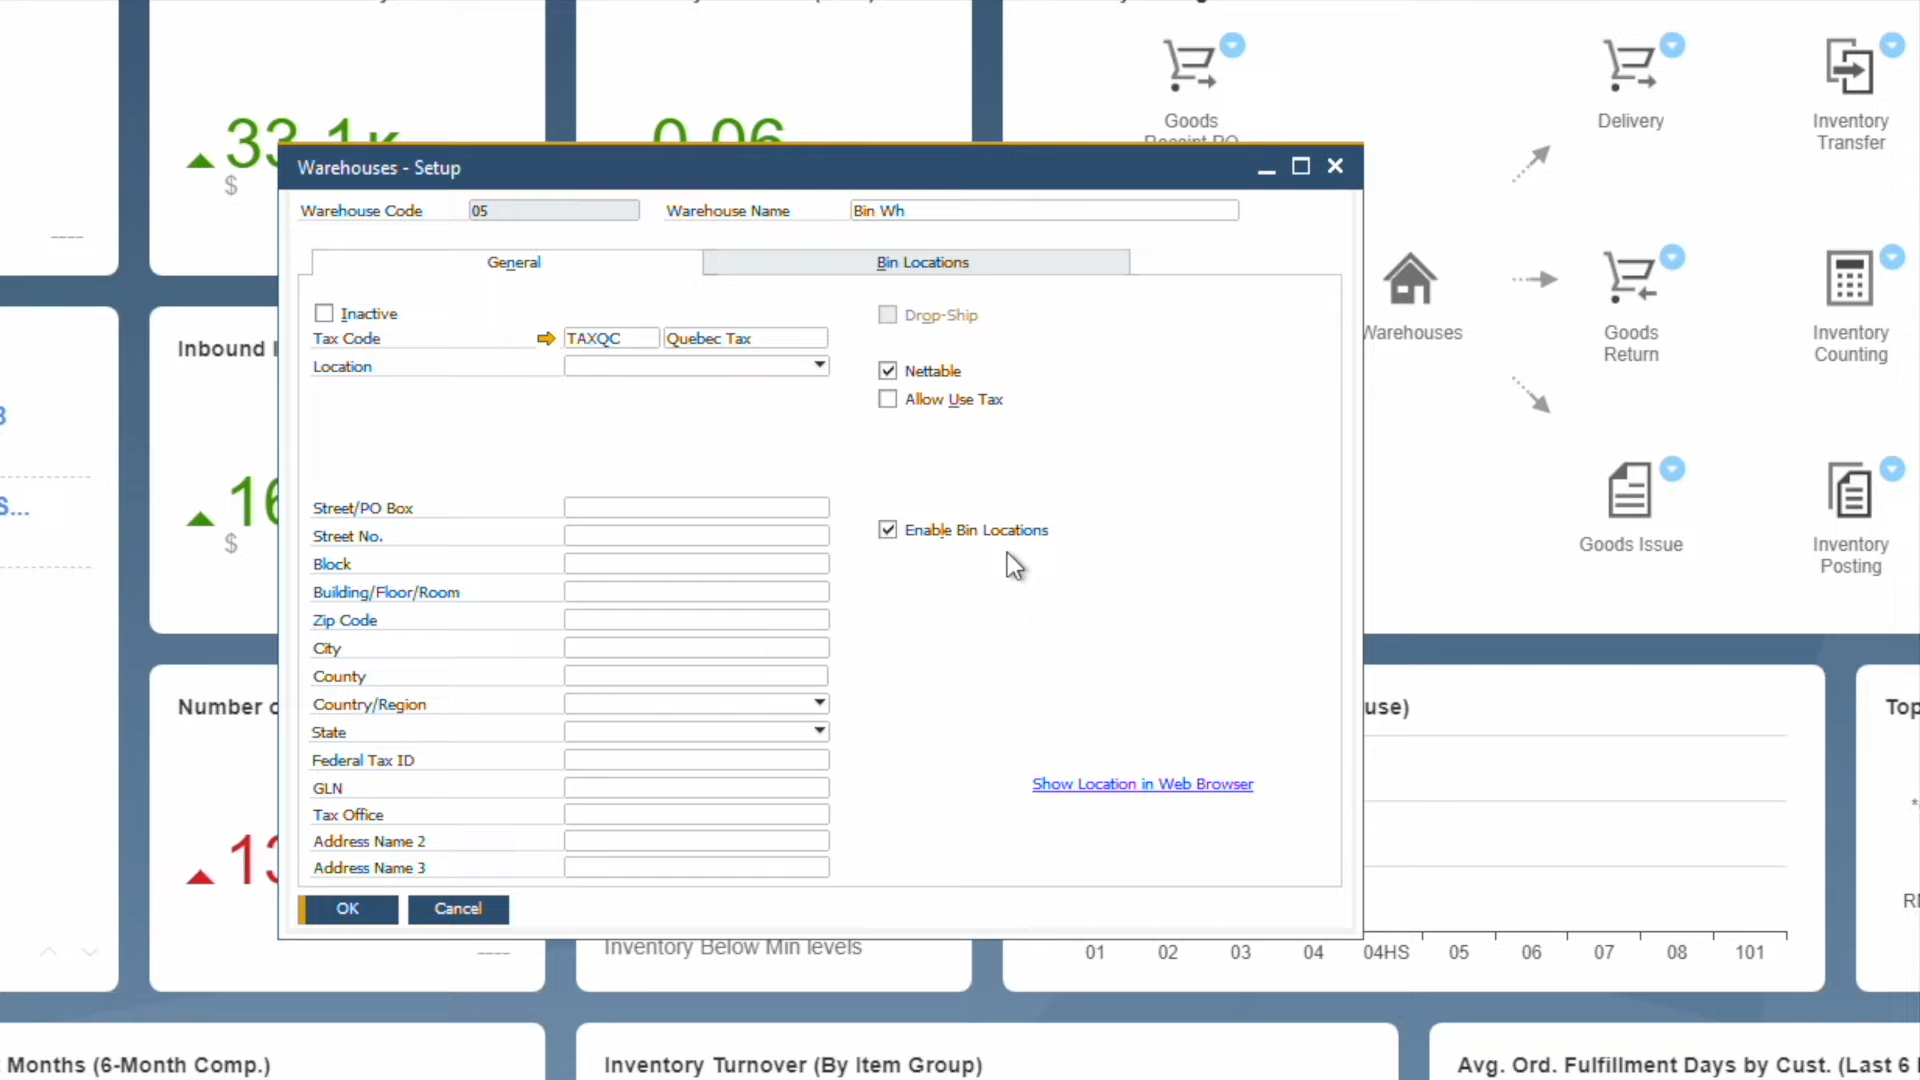 $
Warehouses - Setup
Warehouse Code 05 Warehouse Name Bin Wh
General Bin Locations
Inactive
Tax Code TAXQC Quebec Tax
Location
Drop-Ship
Nettable
Allow Use Tax
Street/PO Box
Street No.
Block
Building/Floor/Room
Zip Code
City
County
Country/Region
State
Federal Tax ID
GLN
Tax Office
Address Name 2
Address Name 3
Enable Bin Locations
Show Location in Web Browser
OK Cancel
Goods
Receipt PO
Delivery
Inventory
Transfer
Warehouses
Goods
Return
Inventory
Counting
Goods Issue
Inventory
Posting
Inbound
$
Number
use)
Top
Inventory Below Min levels
01 02 03 04 04HS 05 06 07 08 101
Months (6-Month Comp.)
Inventory Turnover (By Item Group)
Avg. Ord. Fulfillment Days by Cust. (Last 6